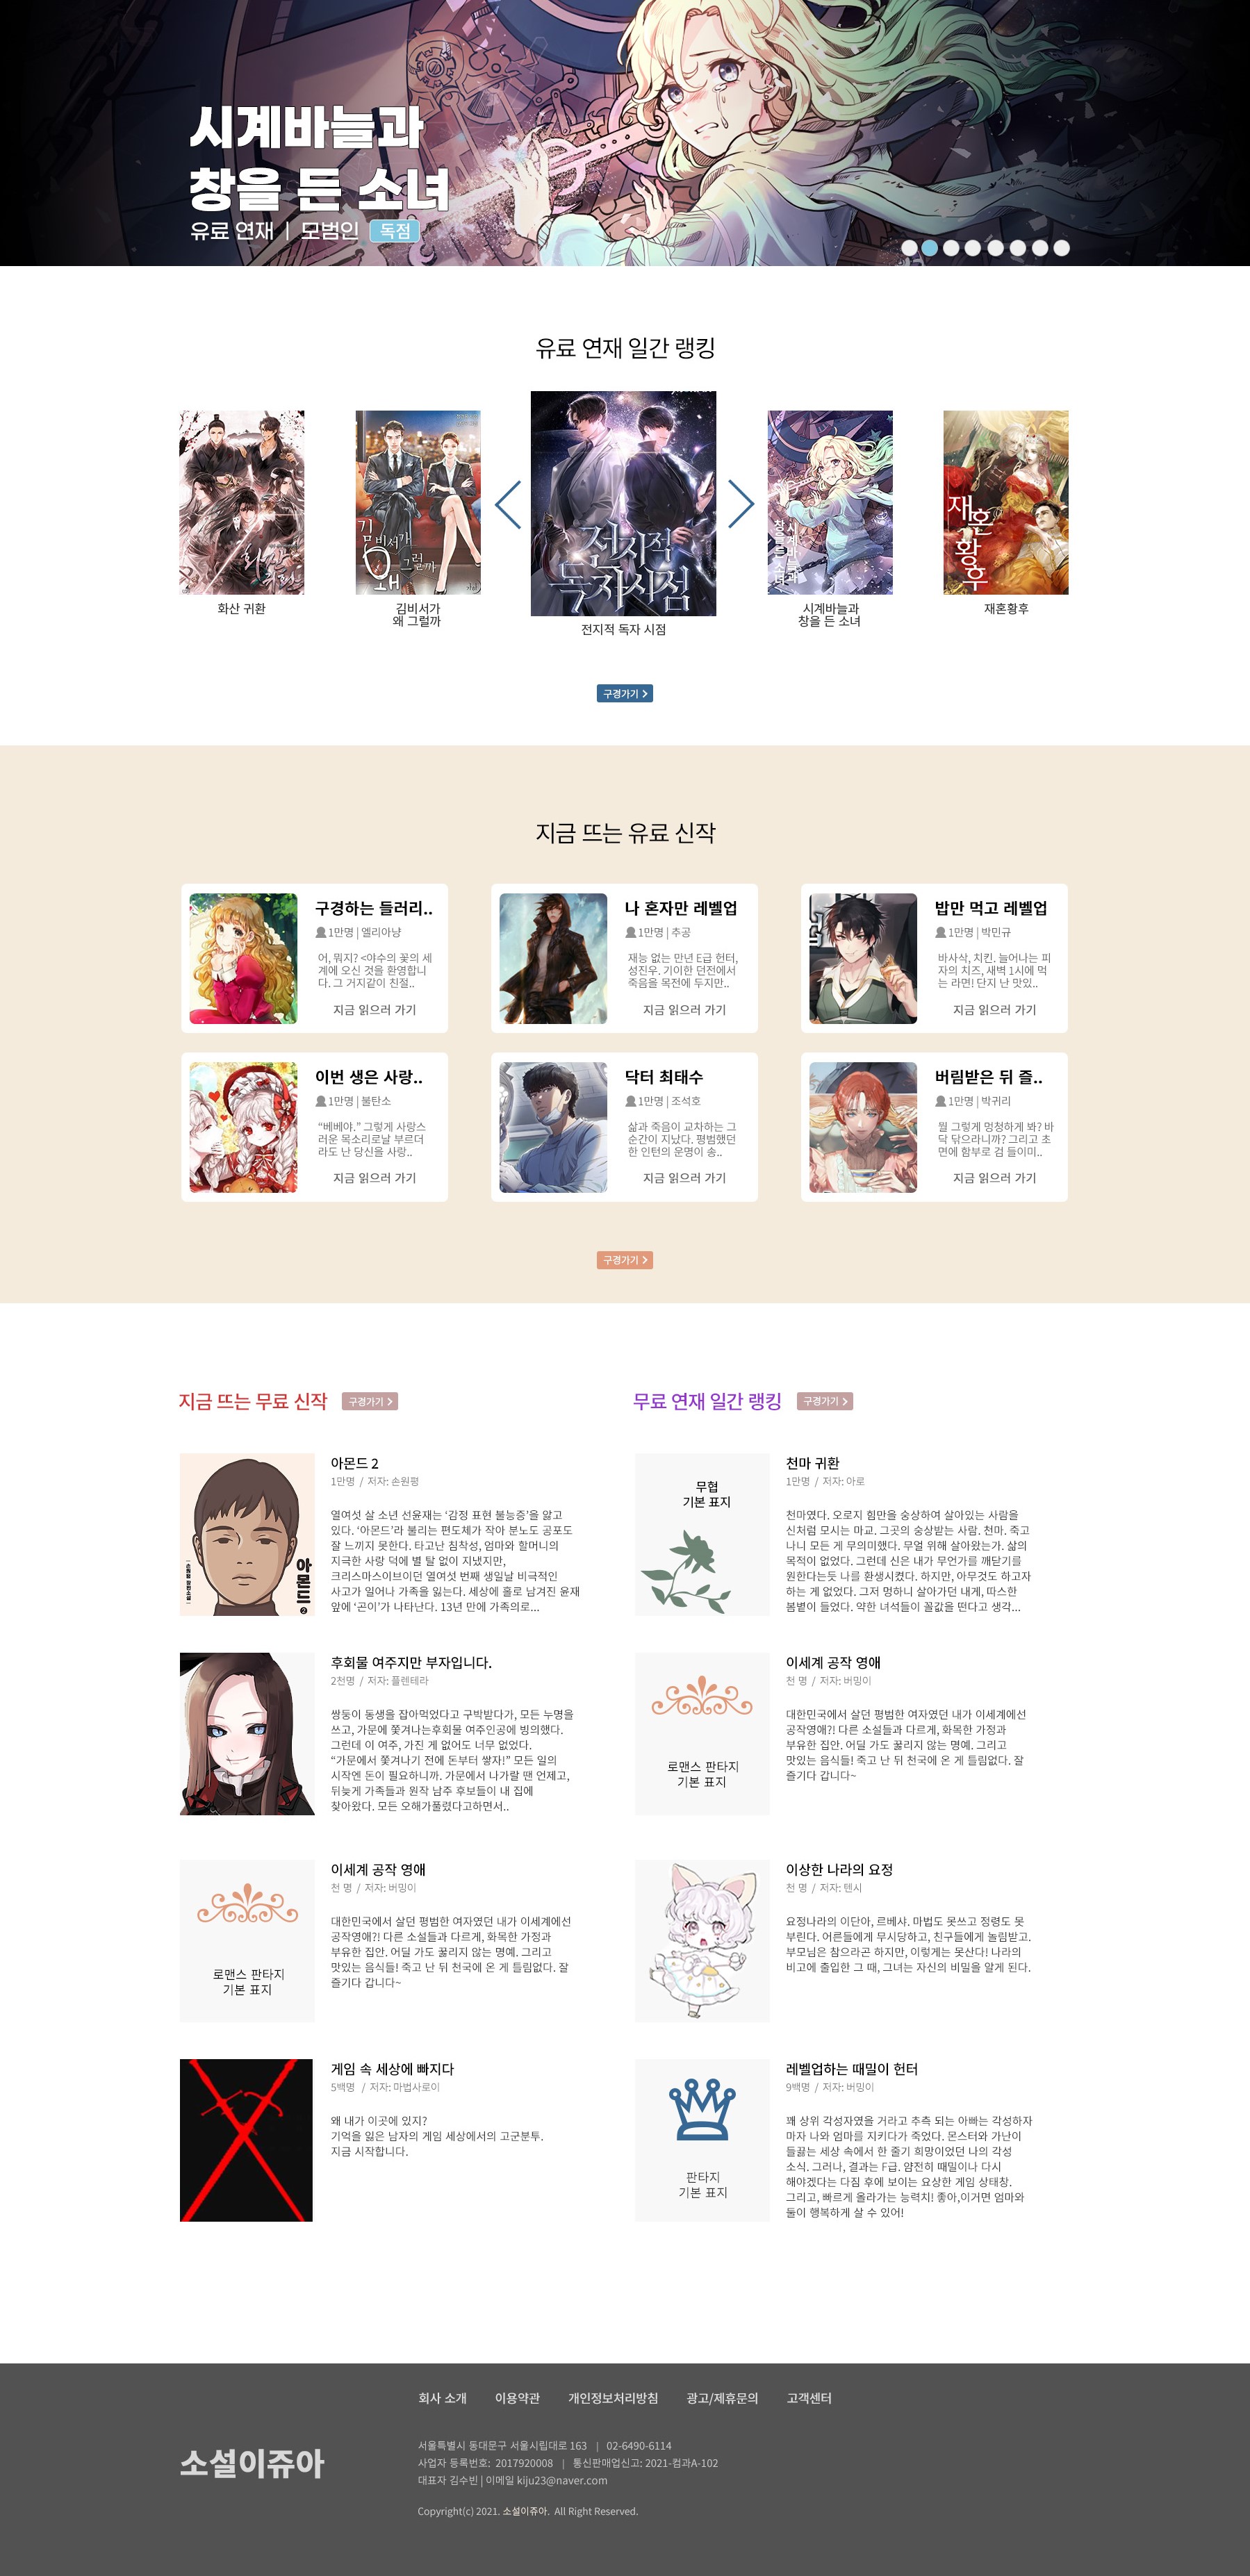 시계바늘과
창을 든 소녀
유료 연재 | 모범인 독점
유료 연재 일간 랭킹
화산 귀환
김비서가
왜 그럴까
전지적 독자 시점
시계바늘과
창을 든 소녀
재혼황후
화산귀환
김비서가
왜 그럴까
전지적
독자시점
시계바늘과
창을 든 소녀
재혼
황후
구경가기 >
지금 뜨는 유료 신작
구경하는 들러리..
1만명 | 엘리아냥
어, 뭐지? <야수의 꽃의 세
계에 오신 것을 환영합니
다. 그 거지같이 친절..
지금 읽으러 가기
나 혼자만 레벨업
1만명 | 추공
재능 없는 만년 E급 헌터,
성진우. 기이한 던전에서
죽음을 목전에 두지만..
지금 읽으러 가기
밥만 먹고 레벨업
1만명 | 박민규
바사삭, 치킨. 늘어나는 피
자의 치즈, 새벽 1시에 먹
는 라면! 단지 난 맛있..
지금 읽으러 가기
이번 생은 사랑..
1만명 | 불탄소
“베베야.” 그렇게 사랑스
러운 목소리로날 부르더
라도 난 당신을 사랑..
지금 읽으러 가기
닥터 최태수
1만명 | 조석호
삶과 죽음이 교차하는 그
순간이 지났다. 평범했던
한 인턴의 운명이 송..
지금 읽으러 가기
버림받은 뒤 즐..
1만명 | 박귀리
뭘 그렇게 멍청하게 봐? 바
닥 닦으라니까? 그리고 초
면에 함부로 검 들이미..
지금 읽으러 가기
구경가기 >
지금 뜨는 무료 신작 구경가기 >
아몬드 2
손원평 장편소설
아몬드 2
1만명 / 저자: 손원평
열여섯 살 소년 선윤재는 ‘감정 표현 불능증’을 앓고
있다. ‘아몬드’라 불리는 편도체가 작아 분노도 공포도
잘 느끼지 못한다. 타고난 침착성, 엄마와 할머니의
지극한 사랑 덕에 별 탈 없이 지냈지만,
크리스마스이브이던 열여섯 번째 생일날 비극적인
사고가 일어나 가족을 잃는다. 세상에 홀로 남겨진 윤재
앞에 ‘곤이’가 나타난다. 13년 만에 가족의로...
후회물 여주지만 부자입니다.
2천명 / 저자: 플렌테라
쌍둥이 동생을 잡아먹었다고 구박받다가, 모든 누명을
쓰고, 가문에 쫓겨나는후회물 여주인공에 빙의했다.
그런데 이 여주, 가진 게 없어도 너무 없었다.
“가문에서 쫓겨나기 전에 돈부터 쌓자!” 모든 일의
시작엔 돈이 필요하니까. 가문에서 나가랄 땐 언제고,
뒤늦게 가족들과 원작 남주 후보들이 내 집에
찾아왔다. 모든 오해가풀렸다고하면서..
로맨스 판타지
기본 표지
이세계 공작 영애
천 명 / 저자: 버밍이
대한민국에서 살던 평범한 여자였던 내가 이세계에선
공작영애?! 다른 소설들과 다르게, 화목한 가정과
부유한 집안. 어딜 가도 꿇리지 않는 명예. 그리고
맛있는 음식들! 죽고 난 뒤 천국에 온 게 틀림없다. 잘
즐기다 갑니다~
게임 속 세상에 빠지다
5백명 / 저자: 마법사로이
왜 내가 이곳에 있지?
기억을 잃은 남자의 게임 세상에서의 고군분투.
지금 시작합니다.
무료 연재 일간 랭킹 구경가기 >
무협
기본 표지
천마 귀환
1만명 / 저자: 아로
천마였다. 오로지 힘만을 숭상하여 살아있는 사람을
신처럼 모시는 마교. 그곳의 숭상받는 사람. 천마. 죽고
나니 모든 게 무의미했다. 무얼 위해 살아왔는가. 삶의
목적이 없었다. 그런데 신은 내가 무언가를 깨닫기를
원한다는듯 나를 환생시켰다. 하지만, 아무것도 하고자
하는 게 없었다. 그저 멍하니 살아가던 내게, 따스한
봄볕이 들었다. 약한 녀석들이 꼴값을 떤다고 생각...
로맨스 판타지
기본 표지
이세계 공작 영애
천 명 / 저자: 버밍이
대한민국에서 살던 평범한 여자였던 내가 이세계에선
공작영애?! 다른 소설들과 다르게, 화목한 가정과
부유한 집안. 어딜 가도 꿇리지 않는 명예. 그리고
맛있는 음식들! 죽고 난 뒤 천국에 온 게 틀림없다. 잘
즐기다 갑니다~
이상한 나라의 요정
천 명 / 저자: 텐시
요정나라의 이단아, 르베샤. 마법도 못쓰고 정령도 못
부린다. 어른들에게 무시당하고, 친구들에게 놀림받고.
부모님은 참으라곤 하지만, 이렇게는 못산다! 나라의
비고에 출입한 그 때, 그녀는 자신의 비밀을 알게 된다.
판타지
기본 표지
레벨업하는 때밀이 헌터
9백명 / 저자: 버밍이
꽤 상위 각성자였을 거라고 추측 되는 아빠는 각성하자
마자 나와 엄마를 지키다가 죽었다. 몬스터와 가난이
들끓는 세상 속에서 한 줄기 희망이었던 나의 각성
소식. 그러나, 결과는 F급. 얌전히 때밀이나 다시
해야겠다는 다짐 후에 보이는 요상한 게임 상태창.
그리고, 빠르게 올라가는 능력치! 좋아,이거면 엄마와
둘이 행복하게 살 수 있어!
회사 소개 이용약관 개인정보처리방침 광고/제휴문의 고객센터
소설이쥬아
서울특별시 동대문구 서울시립대로 163 | 02-6490-6114
사업자 등록번호: 2017920008 | 통신판매업신고: 2021-컴과A-102
대표자 김수빈 | 이메일 kiju23@naver.com
Copyright(c) 2021. 소설이쥬아. All Right Reserved.